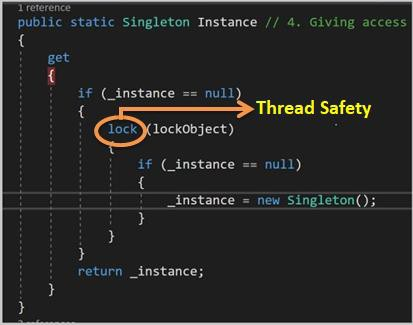 1 reference
public static Singleton Instance // 4. Giving access
{
get
{
if (_instance == null)
Thread Safety
{
lock (lockObject)
{
if (_instance == null)
{
_instance = new Singleton();
}
}
}
return _instance;
}
}